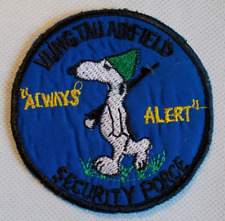 VUNG TAU AIRFIELD
"ALWAYS
ALERT"
SECURITY FORCE